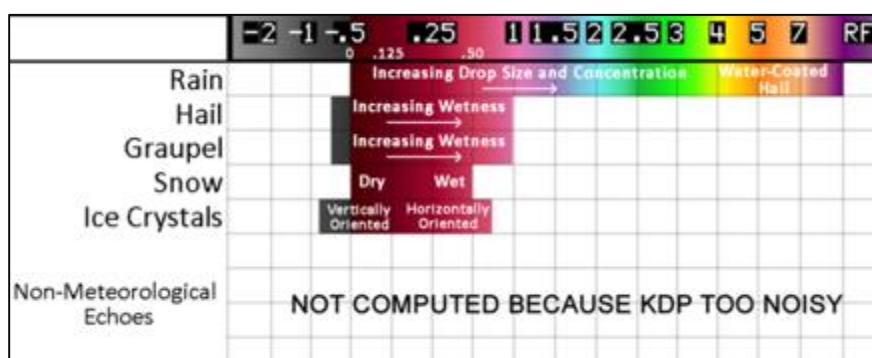 -2 -1 -.5 .25 1 1.5 2 2.5 3 4 5 7 RF
0 .125 .50
Rain Increasing Drop Size and Concentration Water-Coated
Hail
Hail Increasing Wetness
Graupel Increasing Wetness
Snow Dry Wet
Ice Crystals Vertically Oriented Horizontally Oriented
Non-Meteorological
Echoes
NOT COMPUTED BECAUSE KDP TOO NOISY